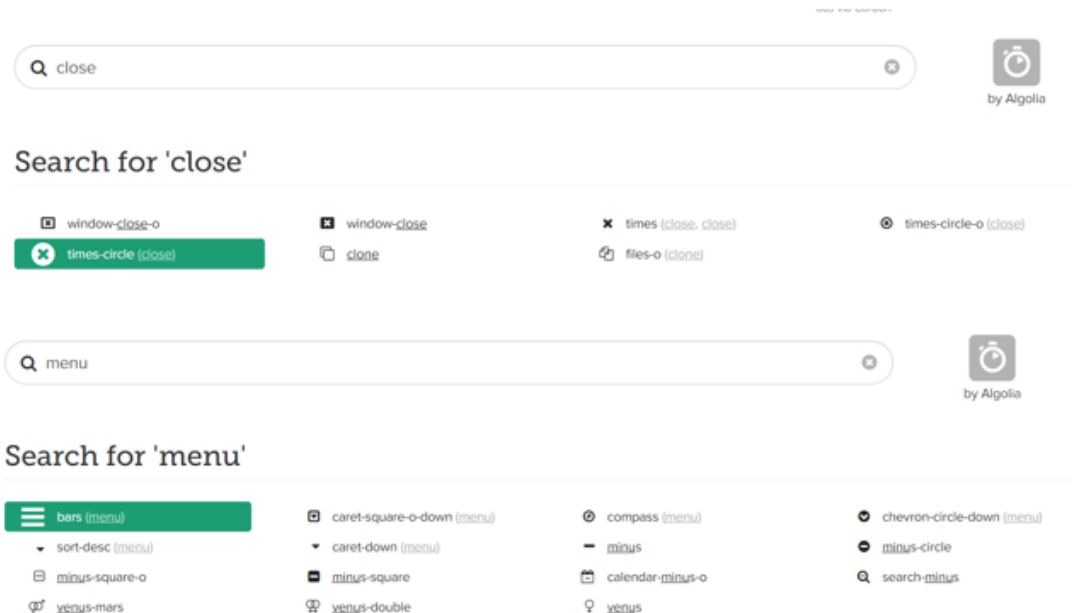 close
by Algolia
Search for 'close'
window-close-o window-close times (close, close) times-circle-o (close)
times-circle (close) clone files-o (clone)
menu
by Algolia
Search for 'menu'
bars (menu) caret-square-o-down (menu) compass (menu) chevron-circle-down (menu)
sort-desc (menu) caret-down (menu) minus minus-circle
minus-square-o minus-square calendar-minus-o search-minus
venus-mars venus-double venus